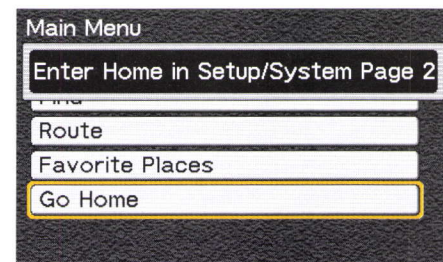 Main Menu
Enter Home in Setup/System Page 2
Route
Favorite Places
Go Home